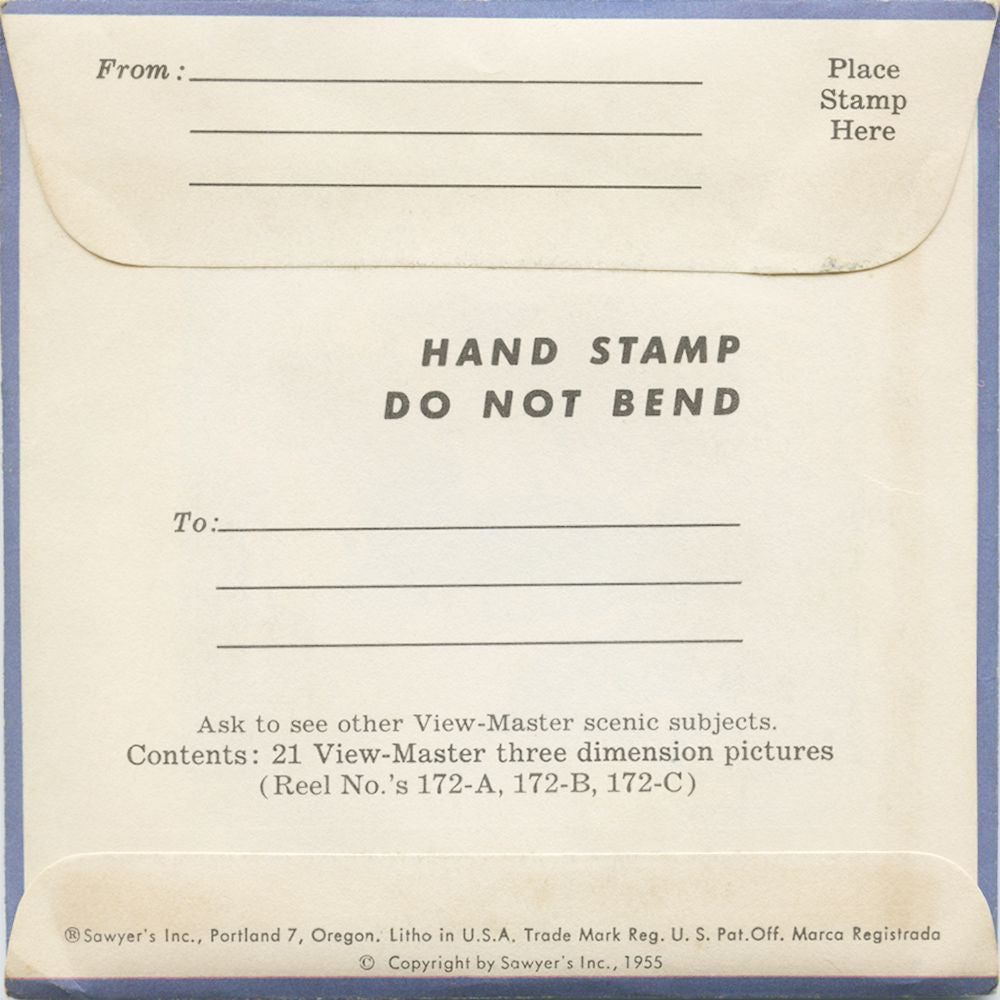 From:
Place
Stamp
Here
HAND STAMP
DO NOT BEND
To:
Ask to see other View-Master scenic subjects.
Contents: 21 View-Master three dimension pictures
(Reel No.'s 172-A, 172-B, 172-C)
® Sawyer's Inc., Portland 7, Oregon. Litho in U.S.A. Trade Mark Reg. U. S. Pat.Off. Marca Registrada
© Copyright by Sawyer's Inc., 1955